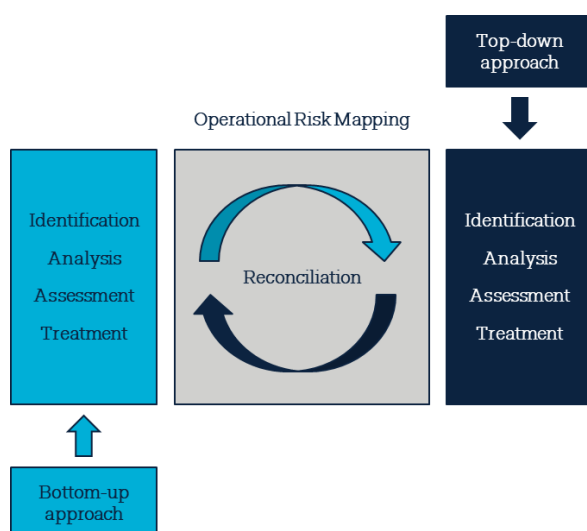 Top-down
approach
Operational Risk Mapping
Identification
Analysis
Assessment
Treatment
Reconciliation
Identification
Analysis
Assessment
Treatment
Bottom-up
approach